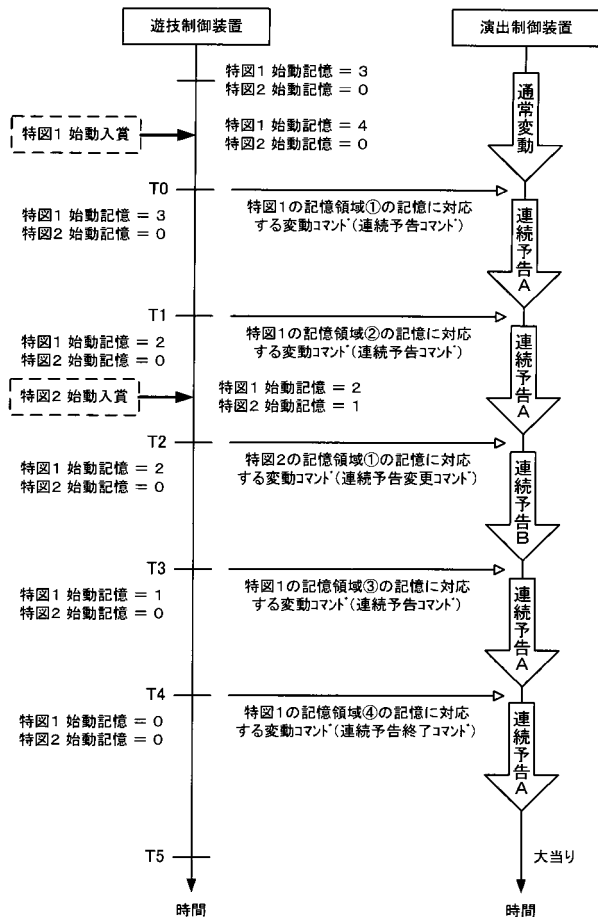 遊技制御装置
演出制御装置
特図1 始動記憶 = 3
特図2 始動記憶 = 0
通常変動
特図1 始動入賞
特図1 始動記憶 = 4
特図2 始動記憶 = 0
T0
特図1の記憶領域①の記憶に対応
する変動コマンド(連続予告コマンド)
特図1 始動記憶 = 3
特図2 始動記憶 = 0
連続予告A
T1
特図1の記憶領域②の記憶に対応
する変動コマンド(連続予告コマンド)
特図1 始動記憶 = 2
特図2 始動記憶 = 0
連続予告A
特図2 始動入賞
特図1 始動記憶 = 2
特図2 始動記憶 = 1
T2
特図2の記憶領域①の記憶に対応
する変動コマンド(連続予告変更コマンド)
特図1 始動記憶 = 2
特図2 始動記憶 = 0
連続予告B
T3
特図1の記憶領域③の記憶に対応
する変動コマンド(連続予告コマンド)
特図1 始動記憶 = 1
特図2 始動記憶 = 0
連続予告A
T4
特図1の記憶領域④の記憶に対応
する変動コマンド(連続予告終了コマンド)
特図1 始動記憶 = 0
特図2 始動記憶 = 0
連続予告A
T5
大当り
時間
時間